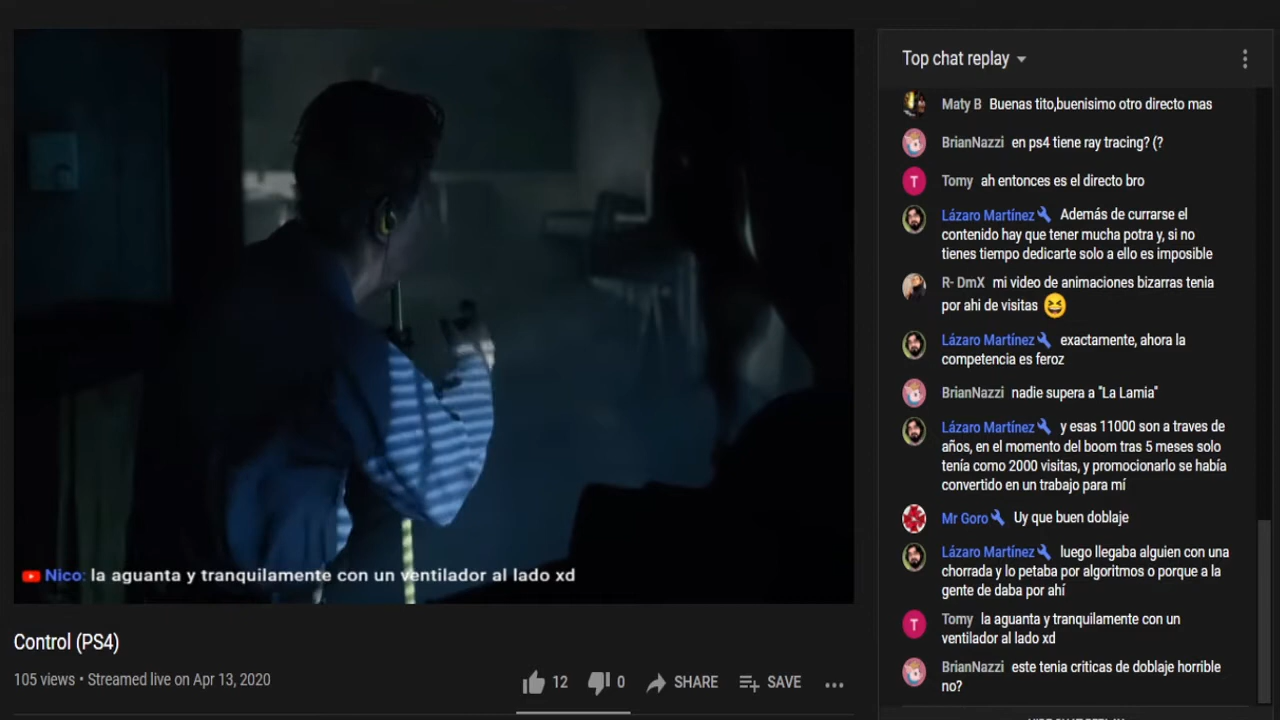 Top chat replay
Maty B Buenas tito,buenisimo otro directo mas
BrianNazzi en ps4 tiene ray tracing? (?
T Tomy ah entonces es el directo bro
Lázaro Martínez Además de currarse el
contenido hay que tener mucha potra y, si no
tienes tiempo dedicarte solo a ello es imposible
R- DmX mi video de animaciones bizarras tenia
por ahi de visitas 😆
Lázaro Martínez exactamente, ahora la
competencia es feroz
BrianNazzi nadie supera a "La Lamia"
Lázaro Martínez y esas 11000 son a traves de
años, en el momento del boom tras 5 meses solo
tenía como 2000 visitas, y promocionarlo se había
convertido en un trabajo para mí
Mr Goro Uy que buen doblaje
Lázaro Martínez luego llegaba alguien con una
chorrada y lo petaba por algoritmos o porque a la
gente de daba por ahí
T Tomy la aguanta y tranquilamente con un
ventilador al lado xd
BrianNazzi este tenia criticas de doblaje horrible
no?
Nico: la aguanta y tranquilamente con un ventilador al lado xd
Control (PS4)
105 views • Streamed live on Apr 13, 2020
12 0 SHARE SAVE